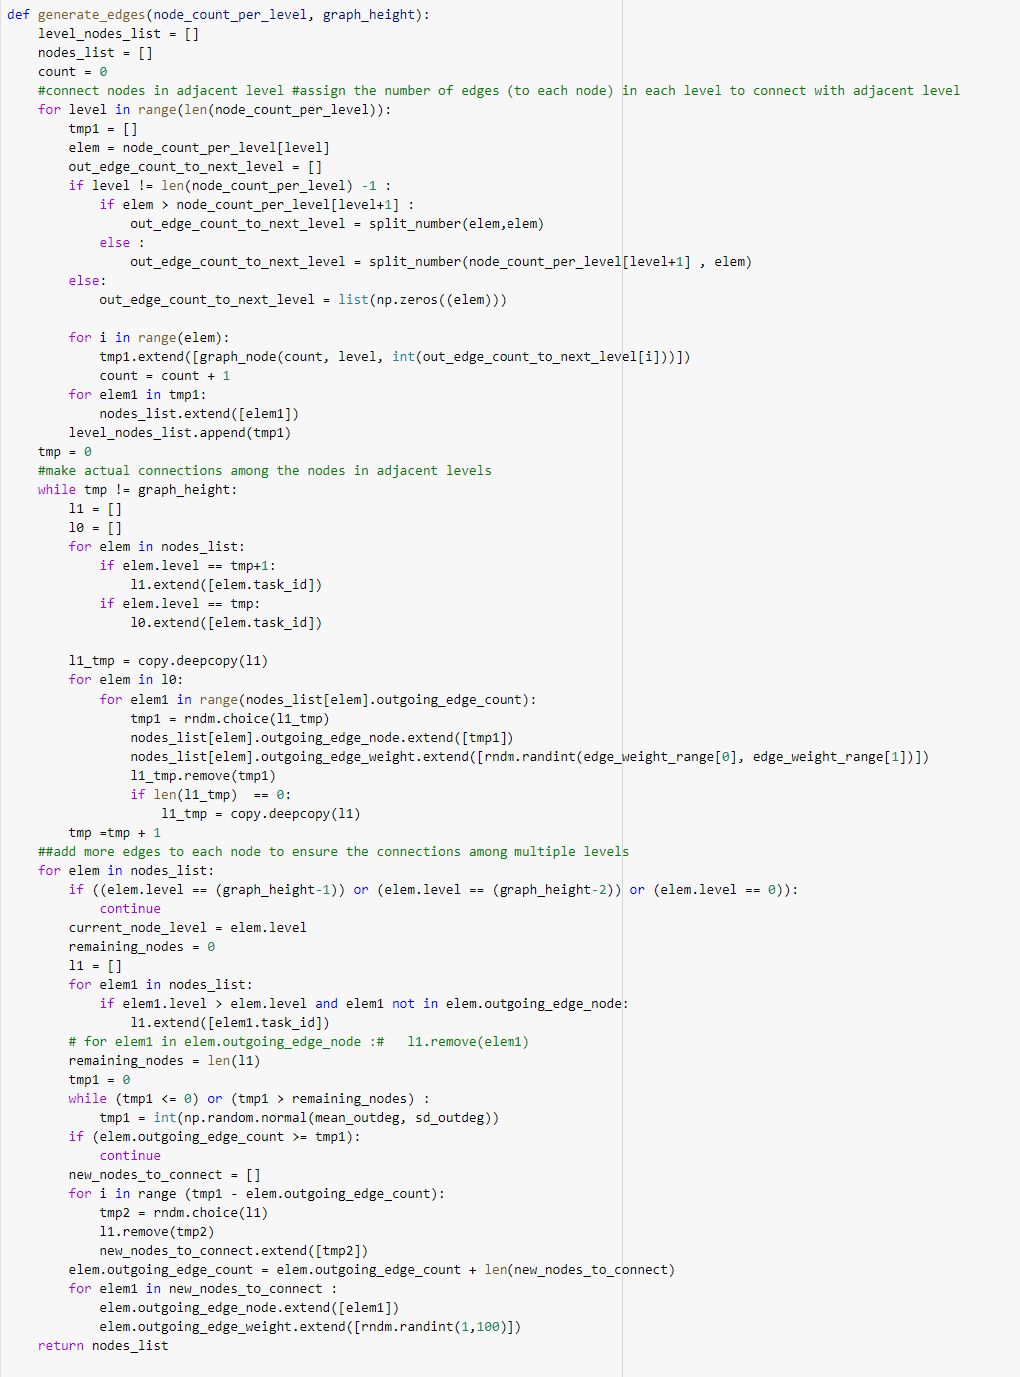 def generate_edges(node_count_per_level, graph_height):
    level_nodes_list = []
    nodes_list = []
    count = 0
    #connect nodes in adjacent level #assign the number of edges (to each node) in each level to connect with adjacent level
    for level in range(len(node_count_per_level)):
        tmp1 = []
        elem = node_count_per_level[level]
        out_edge_count_to_next_level = []
        if level != len(node_count_per_level) -1 :
            if elem > node_count_per_level[level+1] :
                out_edge_count_to_next_level = split_number(elem,elem)
            else :
                out_edge_count_to_next_level = split_number(node_count_per_level[level+1] , elem)
        else:
            out_edge_count_to_next_level = list(np.zeros((elem)))

        for i in range(elem):
            tmp1.extend([graph_node(count, level, int(out_edge_count_to_next_level[i]))])
            count = count + 1
        for elem1 in tmp1:
            nodes_list.extend([elem1])
        level_nodes_list.append(tmp1)
    tmp = 0
    #make actual connections among the nodes in adjacent levels
    while tmp != graph_height:
        l1 = []
        l0 = []
        for elem in nodes_list:
            if elem.level == tmp+1:
                l1.extend([elem.task_id])
            if elem.level == tmp:
                l0.extend([elem.task_id])

        l1_tmp = copy.deepcopy(l1)
        for elem in l0:
            for elem1 in range(nodes_list[elem].outgoing_edge_count):
                tmp1 = rndm.choice(l1_tmp)
                nodes_list[elem].outgoing_edge_node.extend([tmp1])
                nodes_list[elem].outgoing_edge_weight.extend([rndm.randint(edge_weight_range[0], edge_weight_range[1])])
                l1_tmp.remove(tmp1)
                if len(l1_tmp)  == 0:
                    l1_tmp = copy.deepcopy(l1)
        tmp =tmp + 1
    ##add more edges to each node to ensure the connections among multiple levels
    for elem in nodes_list:
        if ((elem.level == (graph_height-1)) or (elem.level == (graph_height-2)) or (elem.level == 0)):
            continue
        current_node_level = elem.level
        remaining_nodes = 0
        l1 = []
        for elem1 in nodes_list:
            if elem1.level > elem.level and elem1 not in elem.outgoing_edge_node:
                l1.extend([elem1.task_id])
        # for elem1 in elem.outgoing_edge_node :#   l1.remove(elem1)
        remaining_nodes = len(l1)
        tmp1 = 0
        while (tmp1 <= 0) or (tmp1 > remaining_nodes) :
            tmp1 = int(np.random.normal(mean_outdeg, sd_outdeg))
        if (elem.outgoing_edge_count >= tmp1):
            continue
        new_nodes_to_connect = []
        for i in range (tmp1 - elem.outgoing_edge_count):
            tmp2 = rndm.choice(l1)
            l1.remove(tmp2)
            new_nodes_to_connect.extend([tmp2])
        elem.outgoing_edge_count = elem.outgoing_edge_count + len(new_nodes_to_connect)
        for elem1 in new_nodes_to_connect :
            elem.outgoing_edge_node.extend([elem1])
            elem.outgoing_edge_weight.extend([rndm.randint(1,100)])
    return nodes_list